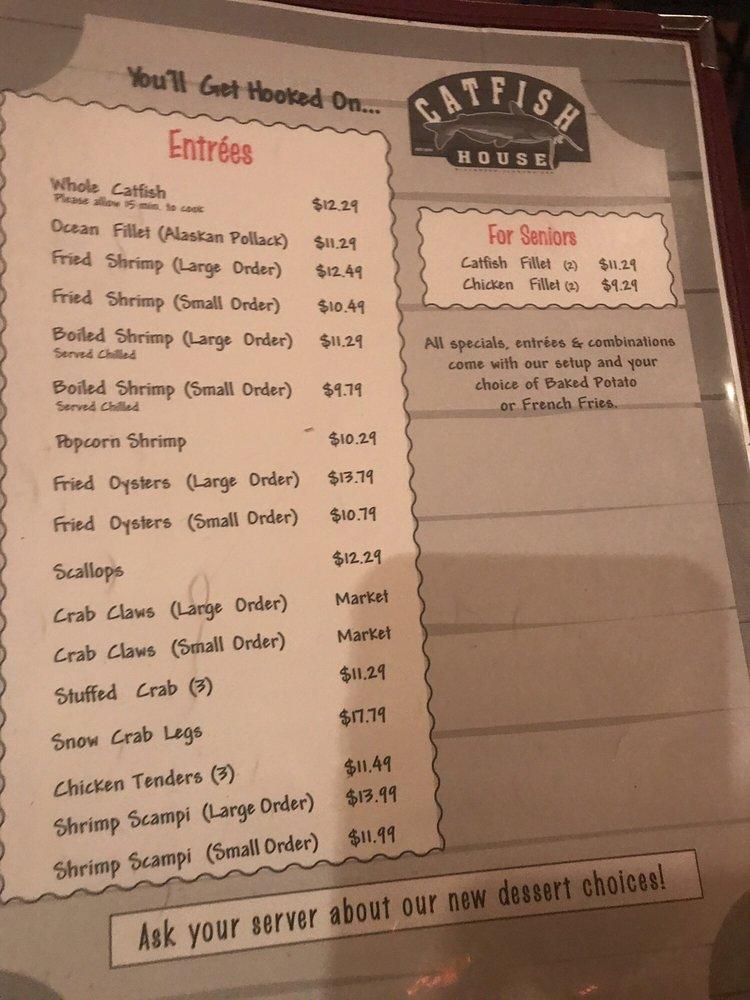 You'll Get Hooked On...
CATFISH
HOUSE
Entrées
Whole Catfish $12.29
Please allow 15 min. to cook
Ocean Fillet (Alaskan Pollack) $11.29
Fried Shrimp (Large Order) $12.49
Fried Shrimp (Small Order) $10.49
Boiled Shrimp (Large Order) $11.29
Served Chilled
Boiled Shrimp (Small Order) $9.79
Served Chilled
Popcorn Shrimp $10.29
Fried Oysters (Large Order) $13.79
Fried Oysters (Small Order) $10.79
Scallops $12.29
Crab Claws (Large Order) Market
Crab Claws (Small Order) Market
Stuffed Crab (3) $11.29
Snow Crab Legs $17.79
Chicken Tenders (3) $11.49
Shrimp Scampi (Large Order) $13.99
Shrimp Scampi (Small Order) $11.99
For Seniors
Catfish Fillet (2) $11.29
Chicken Fillet (2) $9.29
All specials, entrées & combinations
come with our setup and your
choice of Baked Potato
or French Fries.
Ask your server about our new dessert choices!